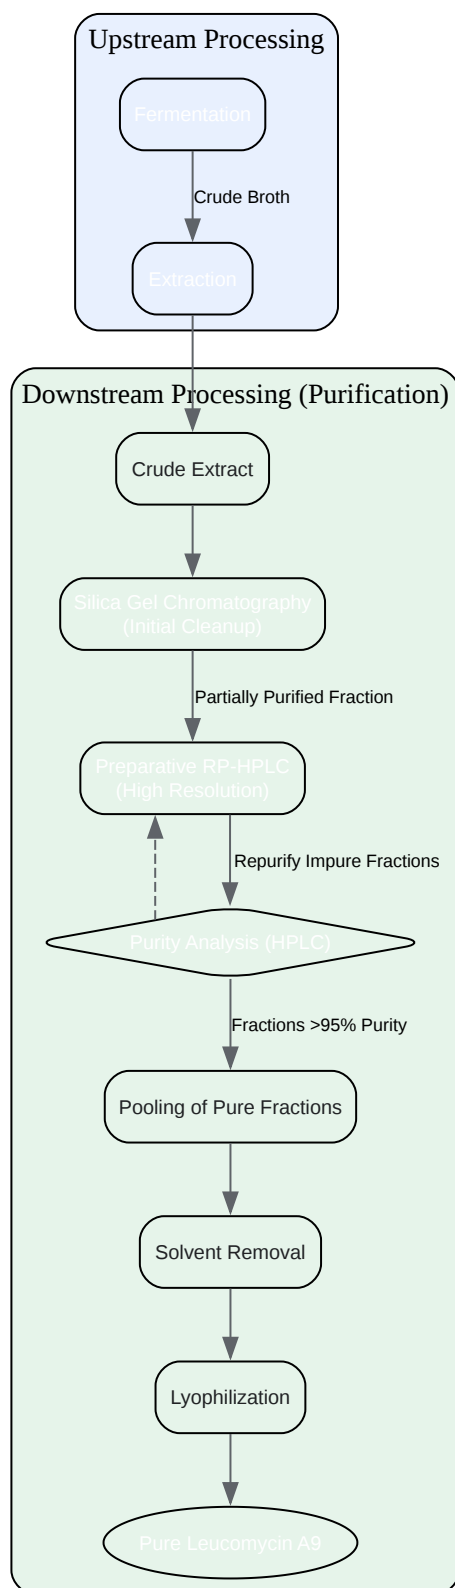 Upstream Processing
Fermentation
Crude Broth
Extraction
Downstream Processing (Purification)
Crude Extract
Silica Gel Chromatography
(Initial Cleanup)
Partially Purified Fraction
Preparative RP-HPLC
(High Resolution)
Repurify Impure Fractions
Purity Analysis (HPLC)
Fractions >95% Purity
Pooling of Pure Fractions
Solvent Removal
Lyophilization
Pure Leucomycin A9